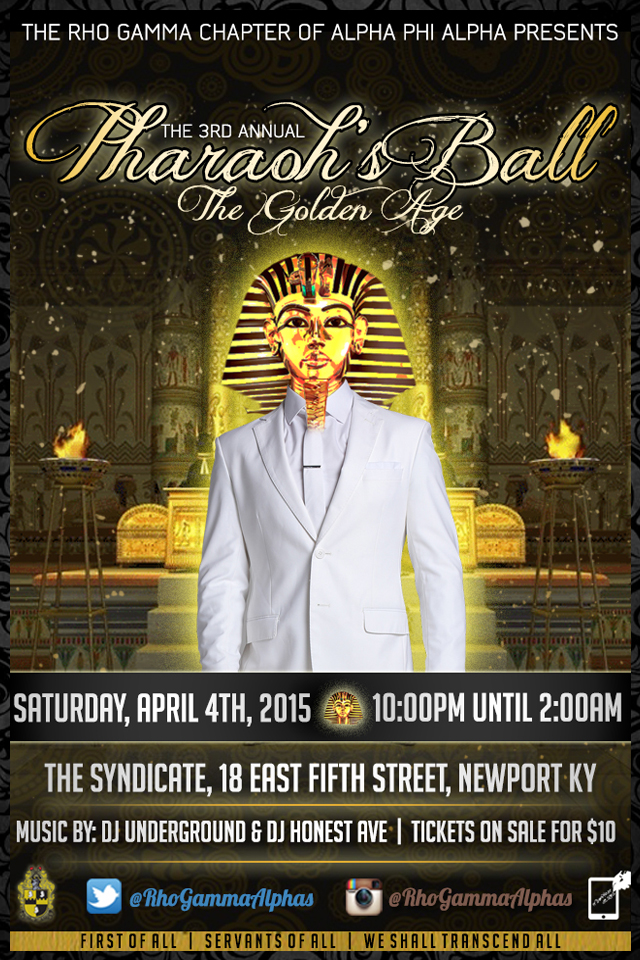 THE RHO GAMMA CHAPTER OF ALPHA PHI ALPHA PRESENTS
THE 3RD ANNUAL
Pharaoh's Ball
The Golden Age
SATURDAY, APRIL 4TH, 2015 10:00PM UNTIL 2:00AM
THE SYNDICATE, 18 EAST FIFTH STREET, NEWPORT KY
MUSIC BY: DJ UNDERGROUND & DJ HONEST AVE | TICKETS ON SALE FOR $10
@RhoGammaAlphas @RhoGammaAlphas
FIRST OF ALL | SERVANTS OF ALL | WE SHALL TRANSCEND ALL